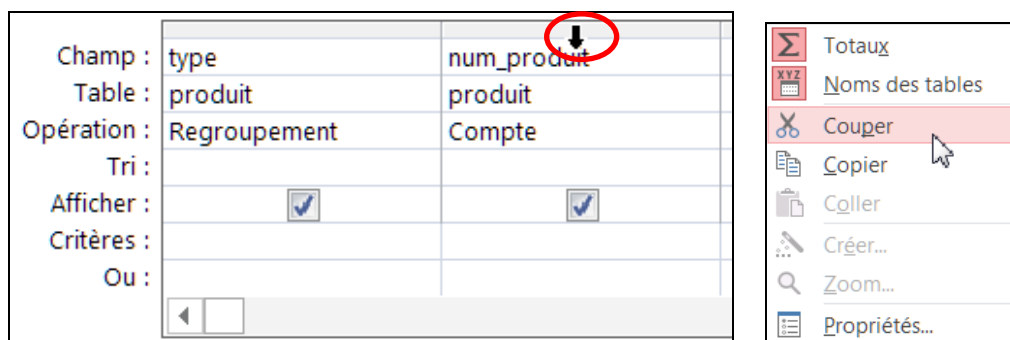 Champ : type num_produit
Table : produit produit
Opération : Regroupement Compte
Tri :
Afficher :
Critères :
Ou :
Totaux
XYZ
Noms des tables
Couper
Copier
Coller
Créer...
Zoom...
Propriétés...